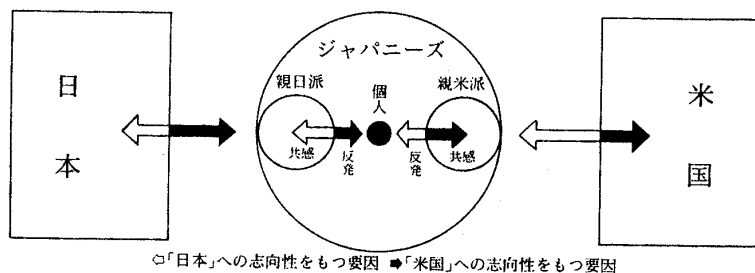 ジャパニーズ
日本
親日派
個人
親米派
米国
共感
反発
反発
共感
⇦「日本」への志向性をもつ要因 ➡「米国」への志向性をもつ要因